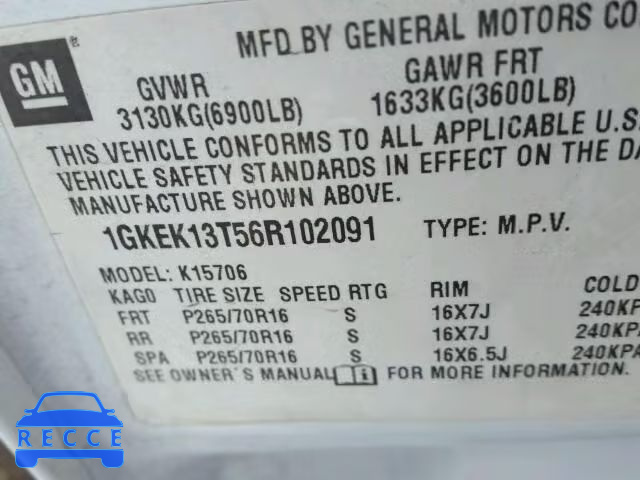 GM
MFD BY GENERAL MOTORS CO
GVWR GAWR FRT
3130KG(6900LB) 1633KG(3600LB)
THIS VEHICLE CONFORMS TO ALL APPLICABLE U.S.
VEHICLE SAFETY STANDARDS IN EFFECT ON THE DA
MANUFACTURE SHOWN ABOVE.
1GKEK13T56R102091 TYPE: M.P.V.
MODEL: K15706
KAGO TIRE SIZE SPEED RTG RIM COLD
FRT P265/70R16 S 16X7J 240KP
RR P265/70R16 S 16X7J 240KPA
SPA P265/70R16 S 16X6.5J 240KPA
SEE OWNER'S MANUAL i FOR MORE INFORMATION.
RECCE